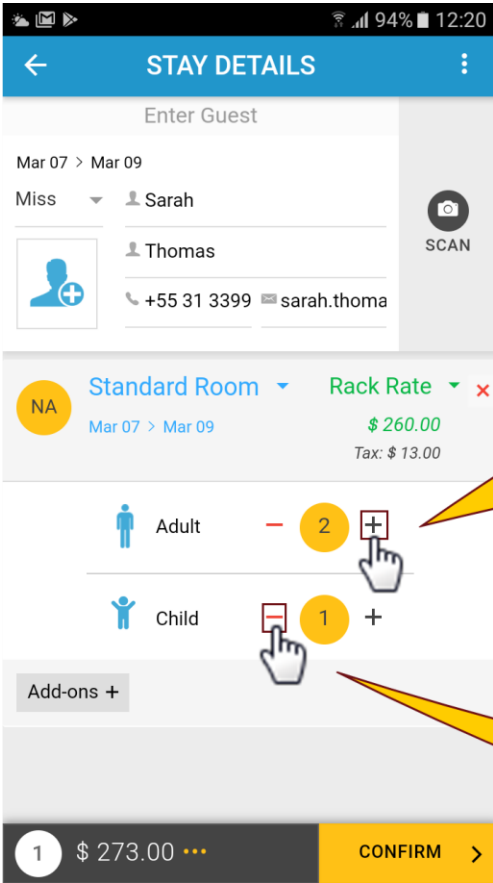 94% 12:20
STAY DETAILS
Enter Guest
Mar 07 > Mar 09
Miss Sarah
Thomas
+55 31 3399 sarah.thoma
SCAN
NA
Standard Room Rack Rate ×
Mar 07 > Mar 09 $ 260.00
Tax: $ 13.00
Adult − 2 +
Child − 1 +
Add-ons +
1 $ 273.00 ••• CONFIRM >